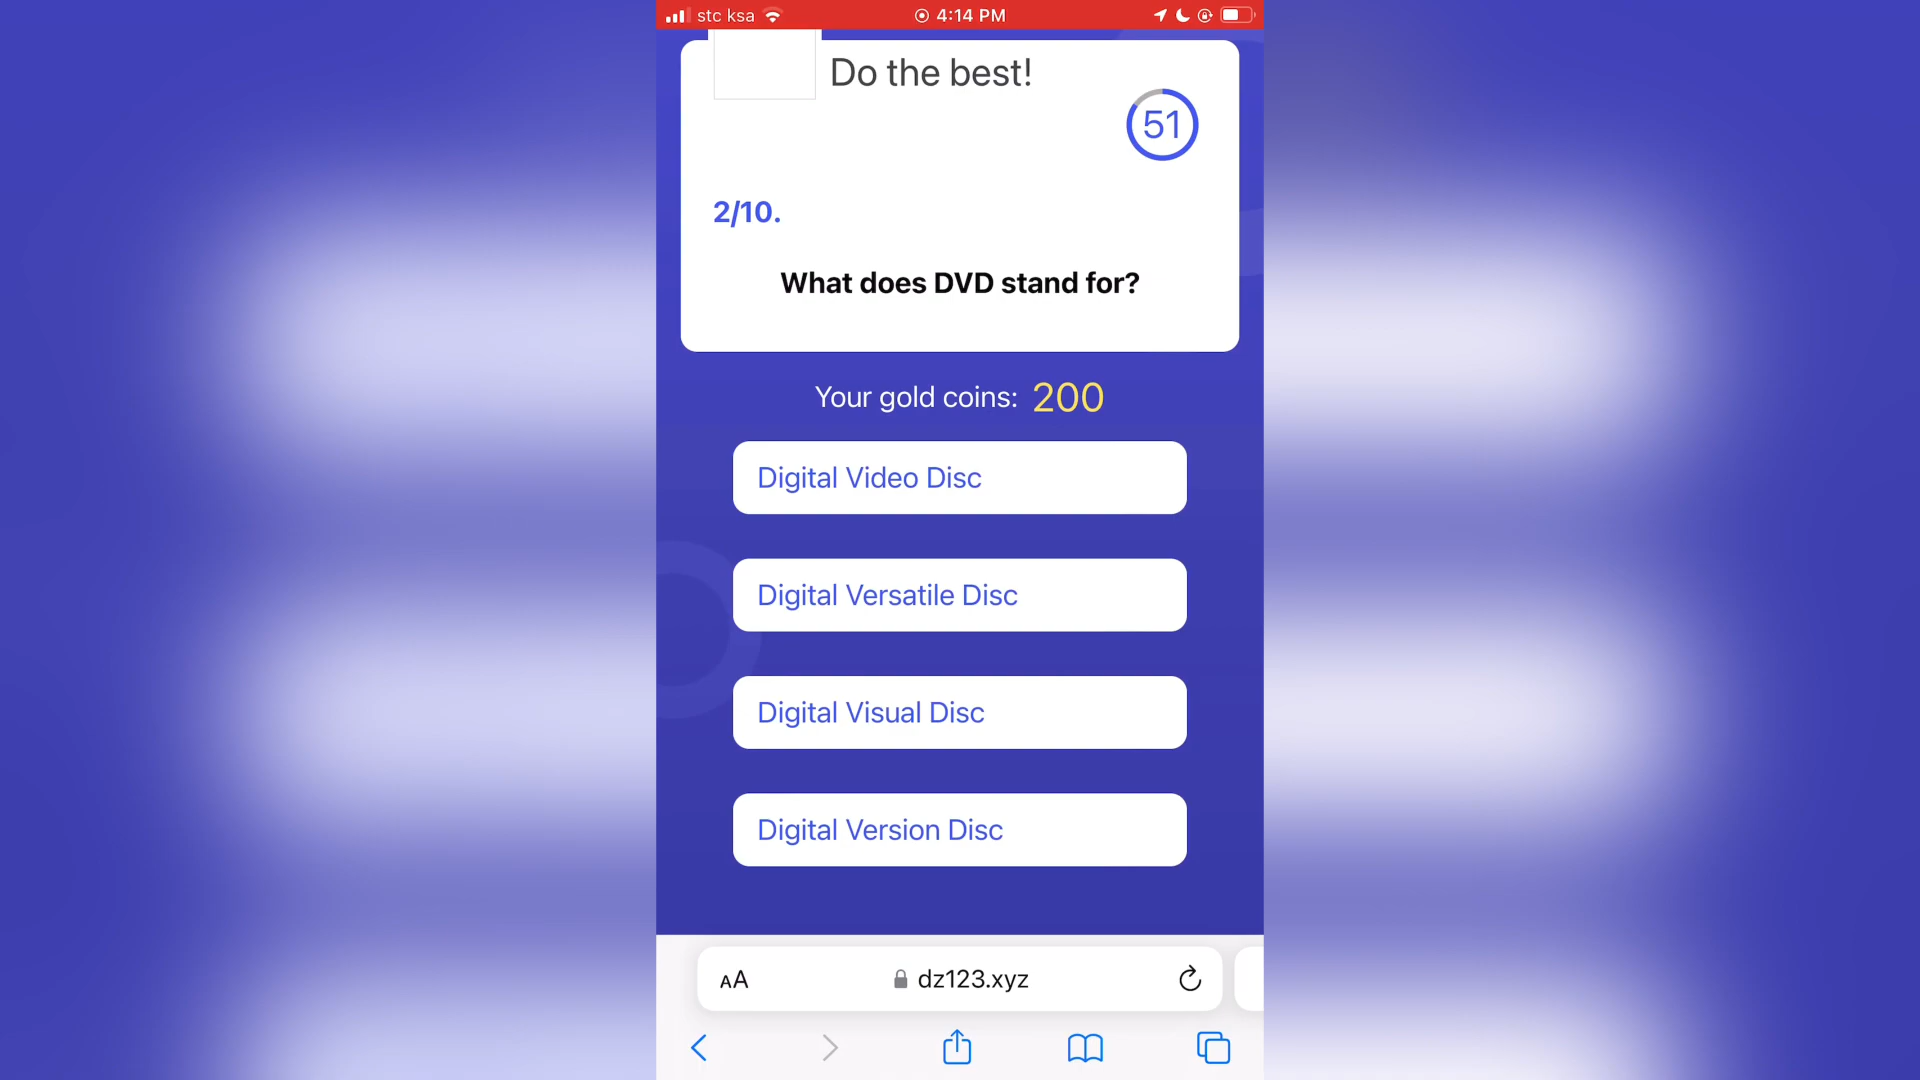 stc ksa 4:14 PM
Do the best!
51
2/10.
What does DVD stand for?
Your gold coins: 200
Digital Video Disc
Digital Versatile Disc
Digital Visual Disc
Digital Version Disc
AA dz123.xyz